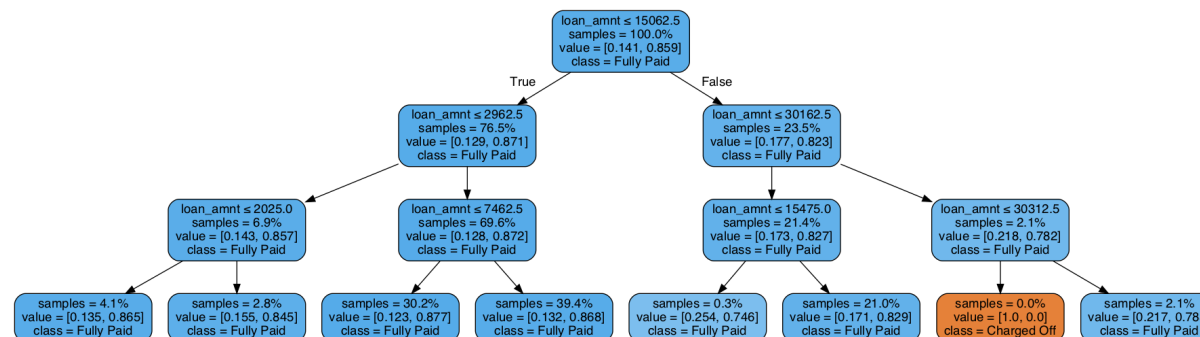 loan_amnt ≤ 15062.5
samples = 100.0%
value = [0.141, 0.859]
class = Fully Paid
True
False
loan_amnt ≤ 2962.5
samples = 76.5%
value = [0.129, 0.871]
class = Fully Paid
loan_amnt ≤ 30162.5
samples = 23.5%
value = [0.177, 0.823]
class = Fully Paid
loan_amnt ≤ 2025.0
samples = 6.9%
value = [0.143, 0.857]
class = Fully Paid
loan_amnt ≤ 7462.5
samples = 69.6%
value = [0.128, 0.872]
class = Fully Paid
loan_amnt ≤ 15475.0
samples = 21.4%
value = [0.173, 0.827]
class = Fully Paid
loan_amnt ≤ 30312.5
samples = 2.1%
value = [0.218, 0.782]
class = Fully Paid
samples = 4.1%
value = [0.135, 0.865]
class = Fully Paid
samples = 2.8%
value = [0.155, 0.845]
class = Fully Paid
samples = 30.2%
value = [0.123, 0.877]
class = Fully Paid
samples = 39.4%
value = [0.132, 0.868]
class = Fully Paid
samples = 0.3%
value = [0.254, 0.746]
class = Fully Paid
samples = 21.0%
value = [0.171, 0.829]
class = Fully Paid
samples = 0.0%
value = [1.0, 0.0]
class = Charged Off
samples = 2.1%
value = [0.217, 0.78
class = Fully Paid